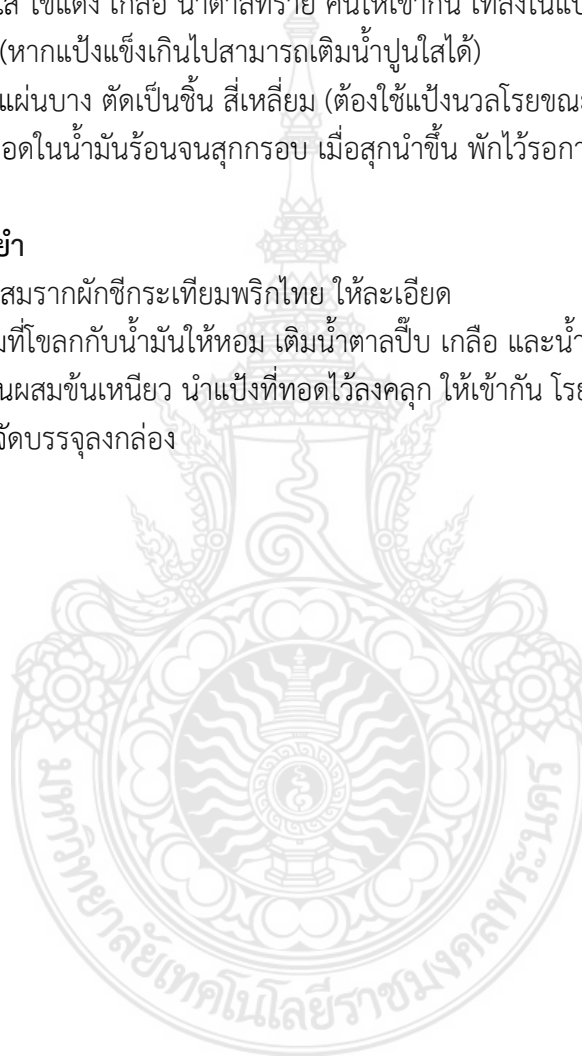 ใส ไข่แดง เกลือ น้ำตาลทราย คนให้เข้ากัน เทลงในแป้
(หากแป้งแข็งเกินไปสามารถเติมน้ำปูนใสได้)
แผ่นบาง ตัดเป็นชิ้น สี่เหลี่ยม (ต้องใช้แป้งนวลโรยขณะ
อดในน้ำมันร้อนจนสุกกรอบ เมื่อสุกนำขึ้น พักไว้รอกา
ยำ
สมรากผักชีกระเทียมพริกไทย ให้ละเอียด
มที่โขลกกับน้ำมันให้หอม เติมน้ำตาลปี๊บ เกลือ และน้ำ
นผสมข้นเหนียว นำแป้งที่ทอดไว้ลงคลุก ให้เข้ากัน โรย
จัดบรรจุลงกล่อง
มหาวิทยาลัยเทคโนโลยีราชมงคลพระนคร